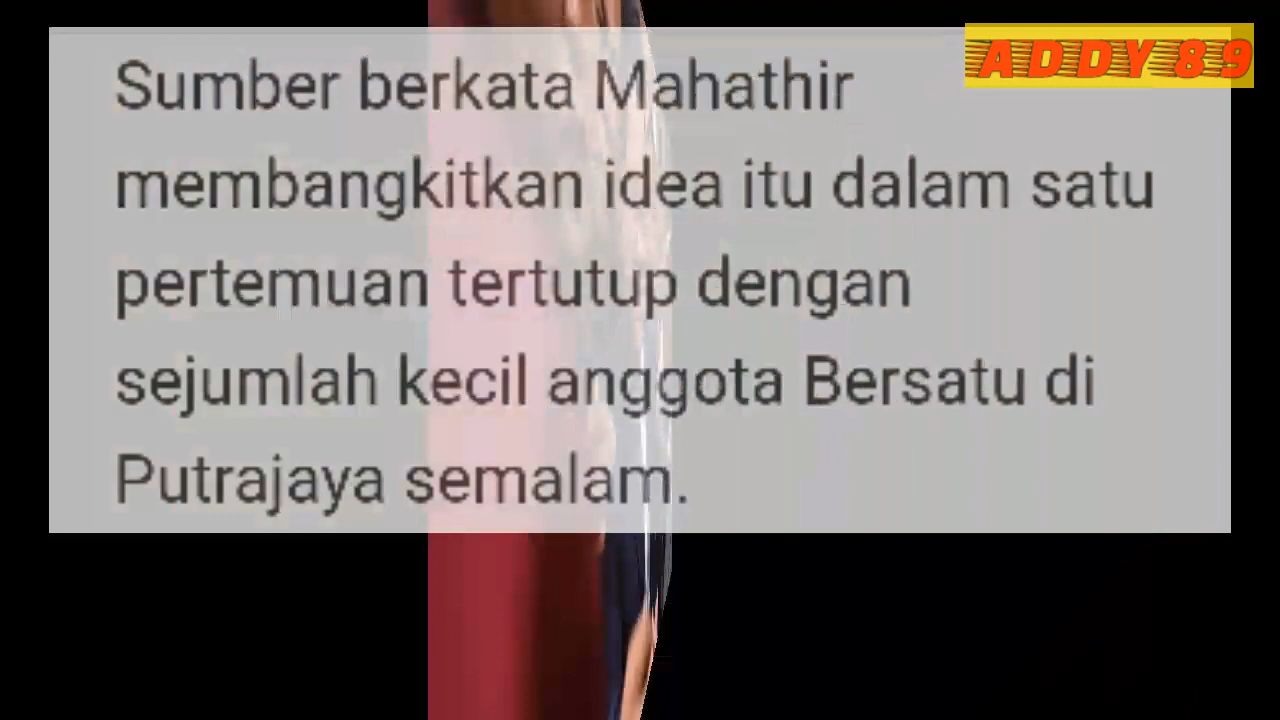 ADDY 89
Sumber berkata Mahathir
membangkitkan idea itu dalam satu
pertemuan tertutup dengan
sejumlah kecil anggota Bersatu di
Putrajaya semalam.